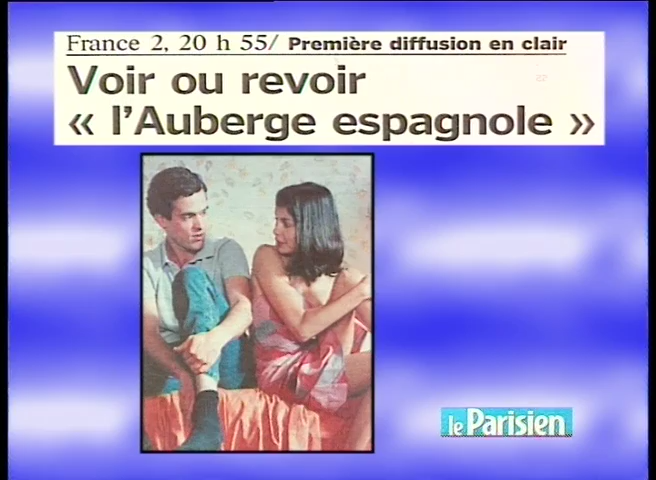 France 2, 20 h 55/ Première diffusion en clair
Voir ou revoir
« l'Auberge espagnole »
le Parisien